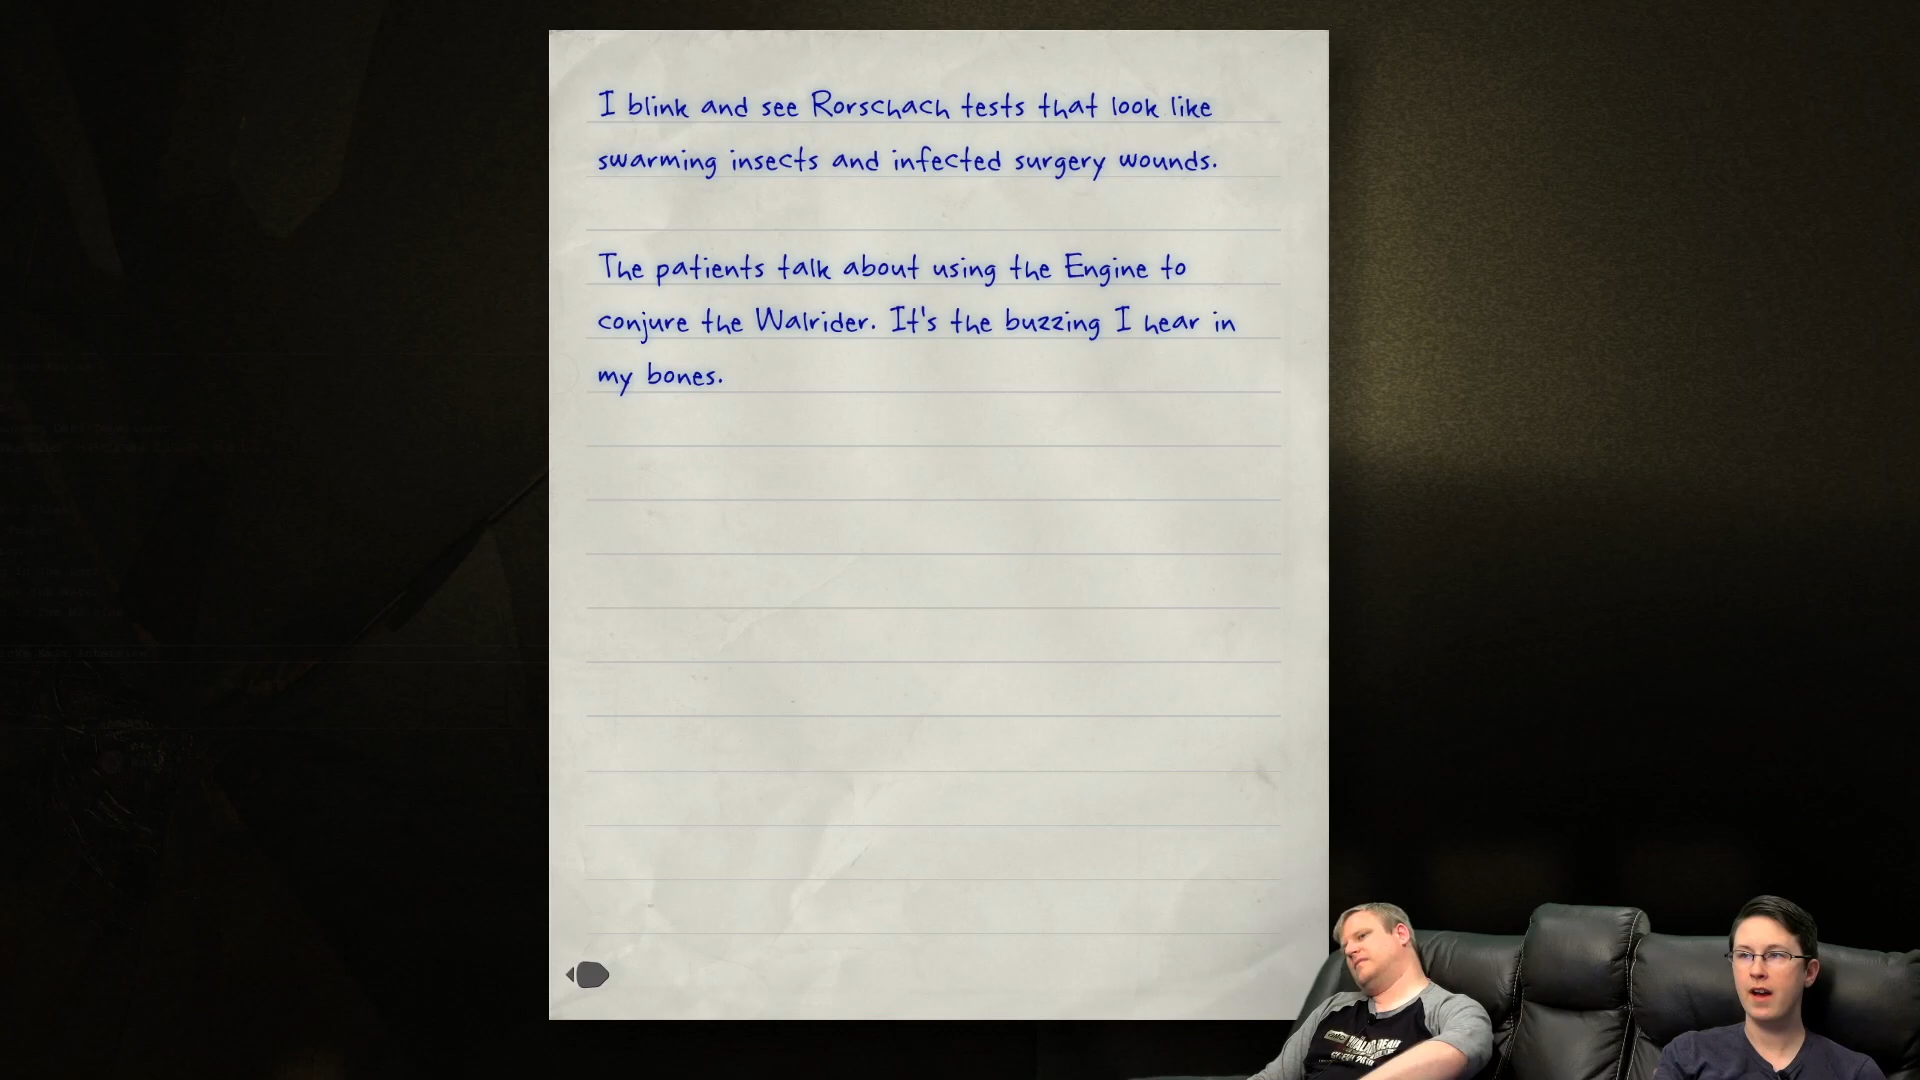 I blink and see Rorschach tests that look like
swarming insects and infected surgery wounds.
The patients talk about using the Engine to
conjure the Walrider. It's the buzzing I hear in
my bones.